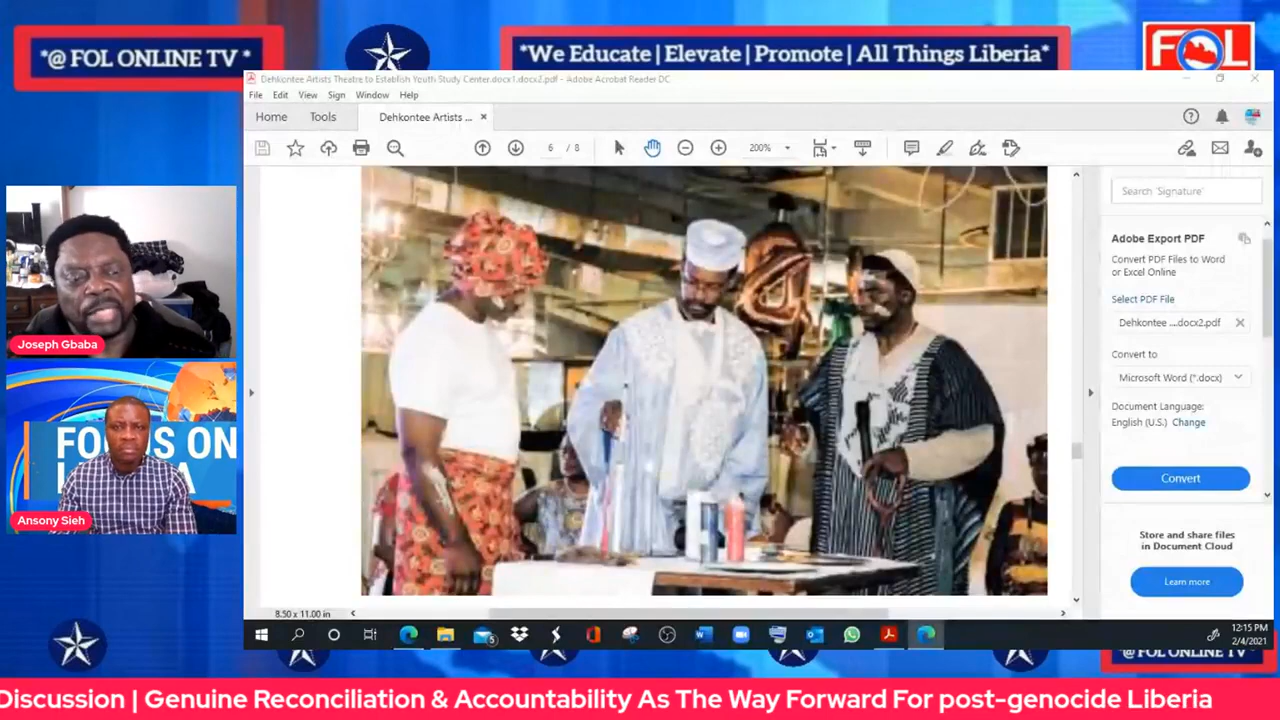 *@ FOL ONLINE TV *
*We Educate | Elevate | Promote | All Things Liberia*
FOL
Dehkontee Artists Theatre to Establish Youth Study Center.docx1.docx2.pdf - Adobe Acrobat Reader DC
File Edit View Sign Window Help
Home Tools Dehkontee Artists ... ×
6 / 8 200%
Search 'Signature'
Adobe Export PDF
Convert PDF Files to Word
or Excel Online
Select PDF File
Dehkontee ....docx2.pdf
Convert to
Microsoft Word (*.docx)
Document Language:
English (U.S.) Change
Convert
Store and share files
in Document Cloud
Learn more
4
Joseph Gbaba
FOCUS ON
Ansony Sieh
8.50 x 11.00 in
5
12:15 PM
2/4/2021
@FOL ONLINE TV
Discussion | Genuine Reconciliation & Accountability As The Way Forward For post-genocide Liberia